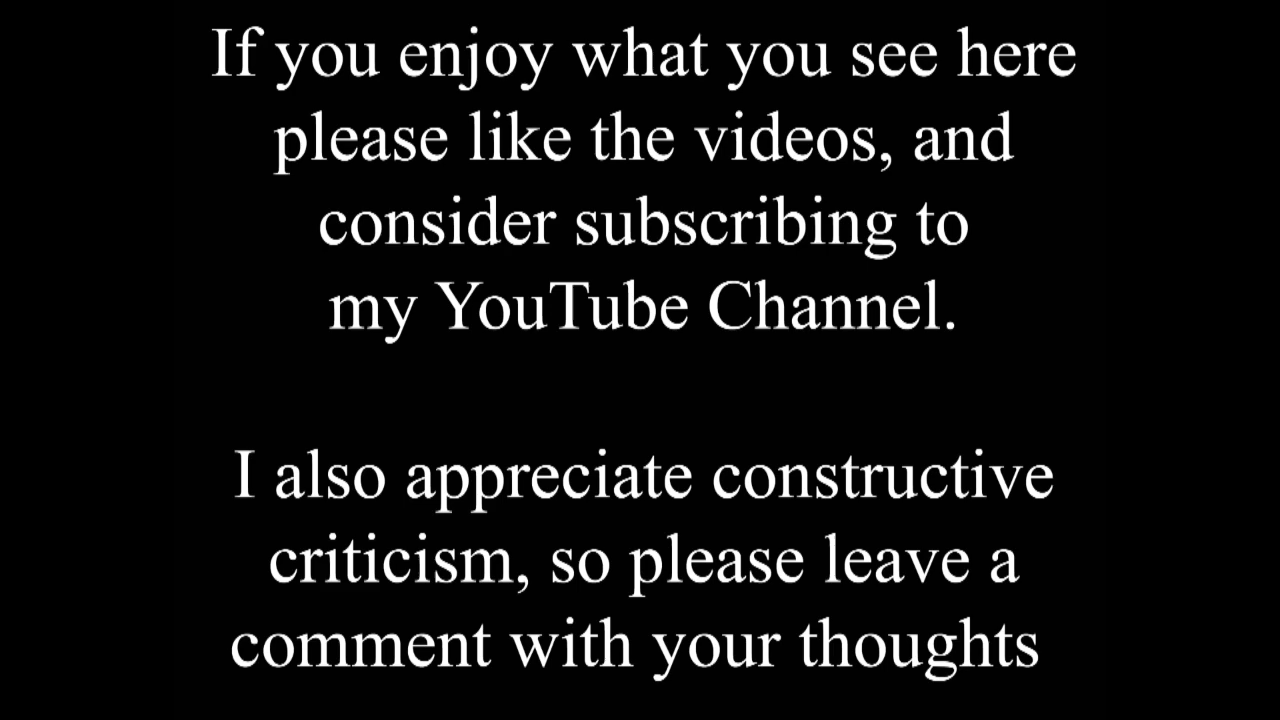 If you enjoy what you see here
please like the videos, and
consider subscribing to
my YouTube Channel.
I also appreciate constructive
criticism, so please leave a
comment with your thoughts